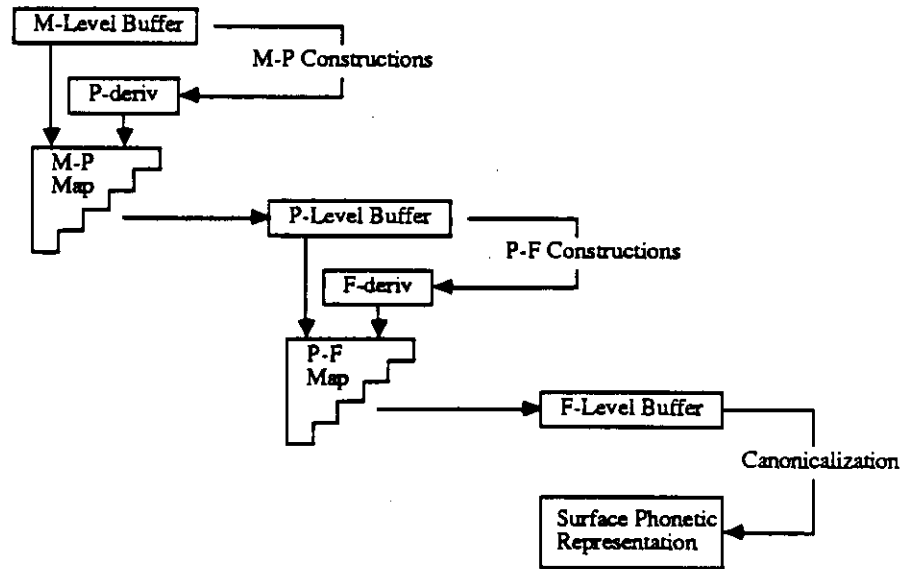 M-Level Buffer
M-P Constructions
P-deriv
M-P
Map
P-Level Buffer
P-F Constructions
F-deriv
P-F
Map
F-Level Buffer
Canonicalization
Surface Phonetic
Representation